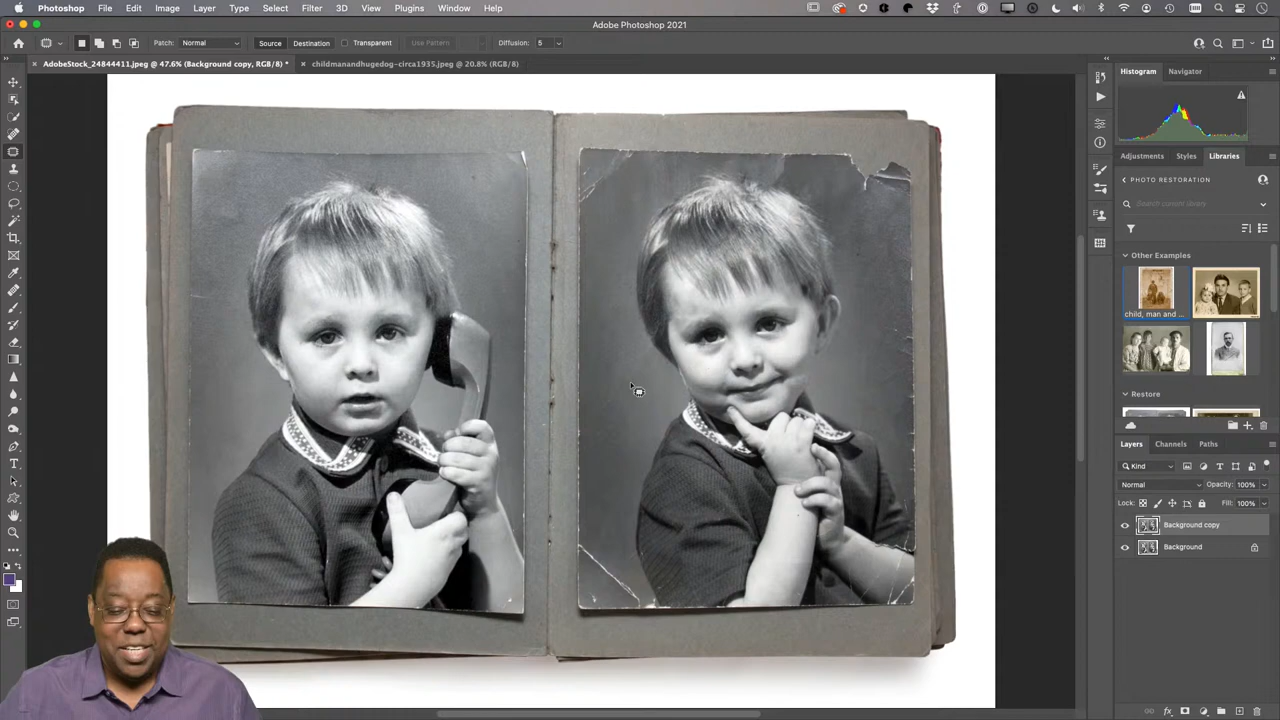 Photoshop File Edit Image Layer Type Select Filter 3D View Plugins Window Help
Adobe Photoshop 2021
Patch: Normal Source Destination Transparent Use Pattern Diffusion: 5
AdobeStock_24844411.jpeg @ 47.6% (Background copy, RGB/8) * childmanandhugedog-circa1935.jpeg @ 20.8% (RGB/8)
Histogram Navigator
Adjustments Styles Libraries
PHOTO RESTORATION
Search current library
Other Examples
child, man and ...
Restore
Layers Channels Paths
Kind
Normal Opacity: 100%
Lock: Fill: 100%
Background copy
Background